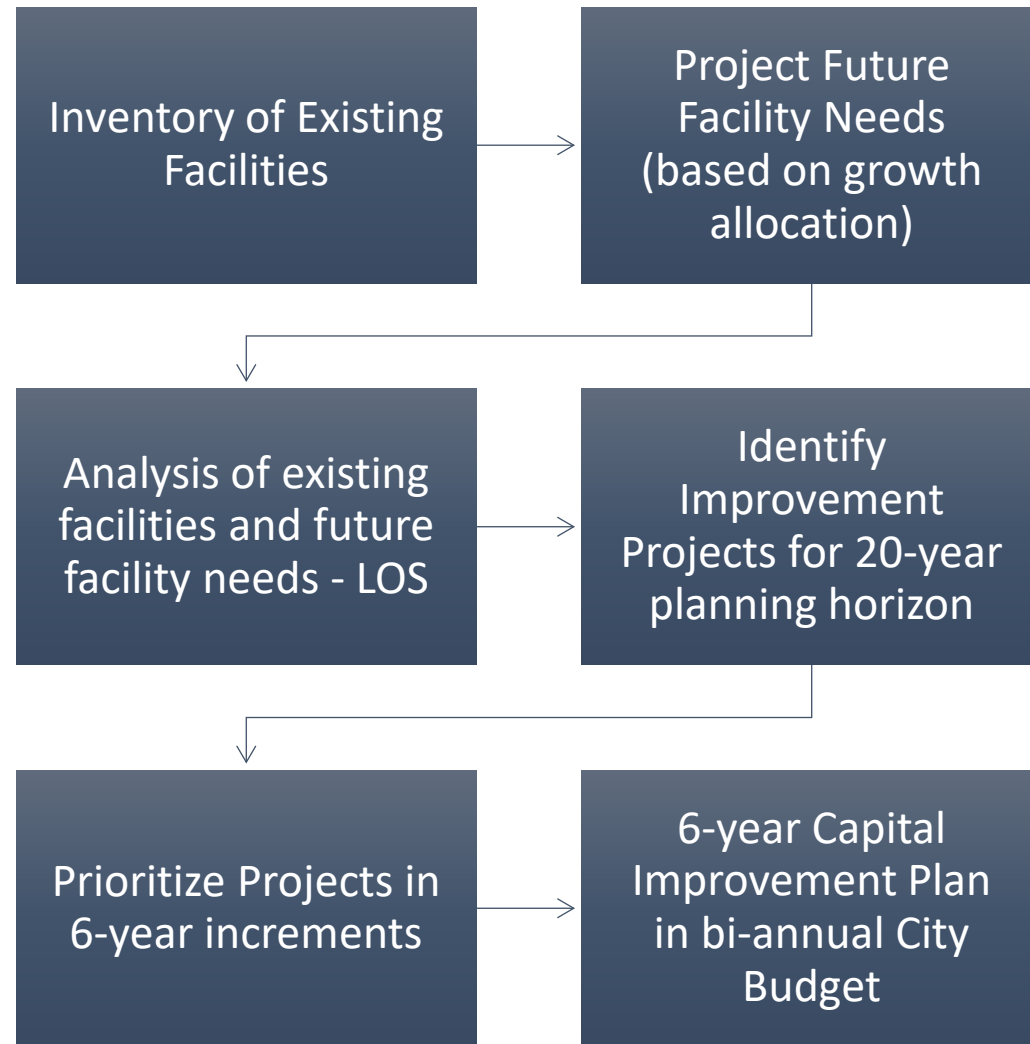 Inventory of Existing
Facilities
Project Future
Facility Needs
(based on growth
allocation)
Analysis of existing
facilities and future
facility needs - LOS
Identify
Improvement
Projects for 20-year
planning horizon
Prioritize Projects in
6-year increments
6-year Capital
Improvement Plan
in bi-annual City
Budget